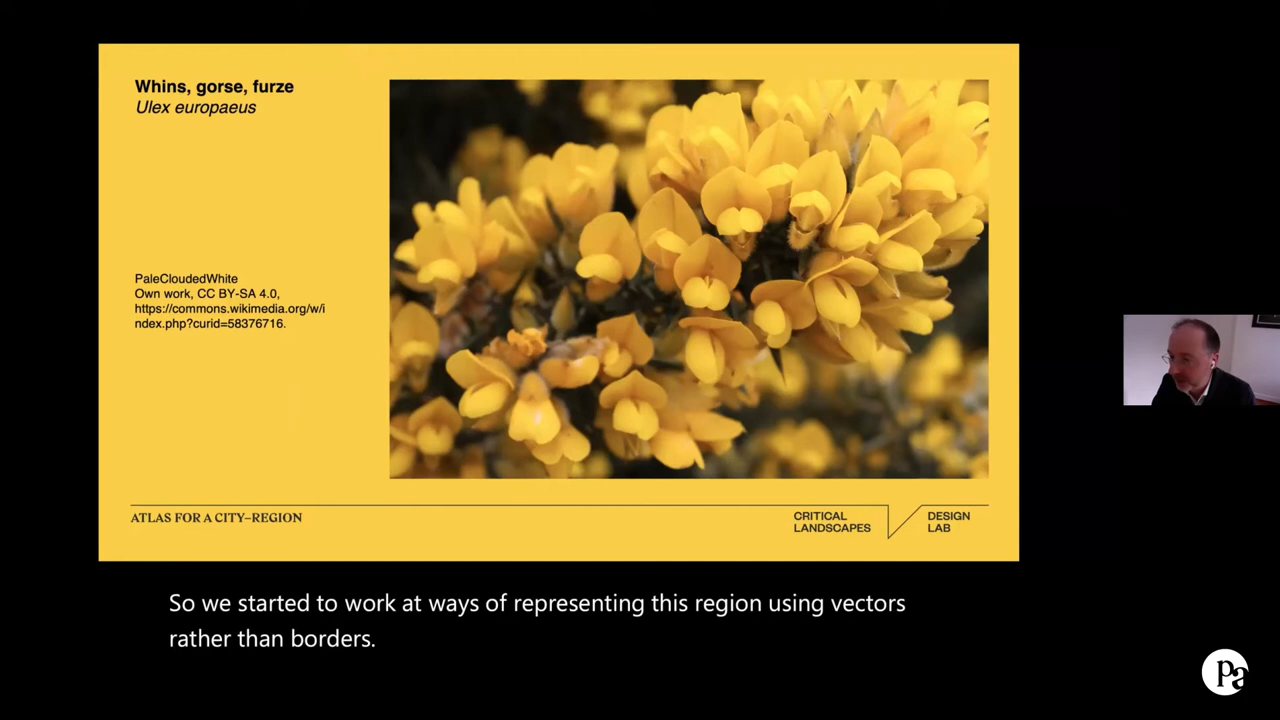 Whins, gorse, furze
Ulex europaeus
PaleCloudedWhite
Own work, CC BY-SA 4.0,
https://commons.wikimedia.org/w/i
ndex.php?curid=58376716.
ATLAS FOR A CITY–REGION
CRITICAL
LANDSCAPES
DESIGN
LAB
So we started to work at ways of representing this region using vectors
rather than borders.
Pa